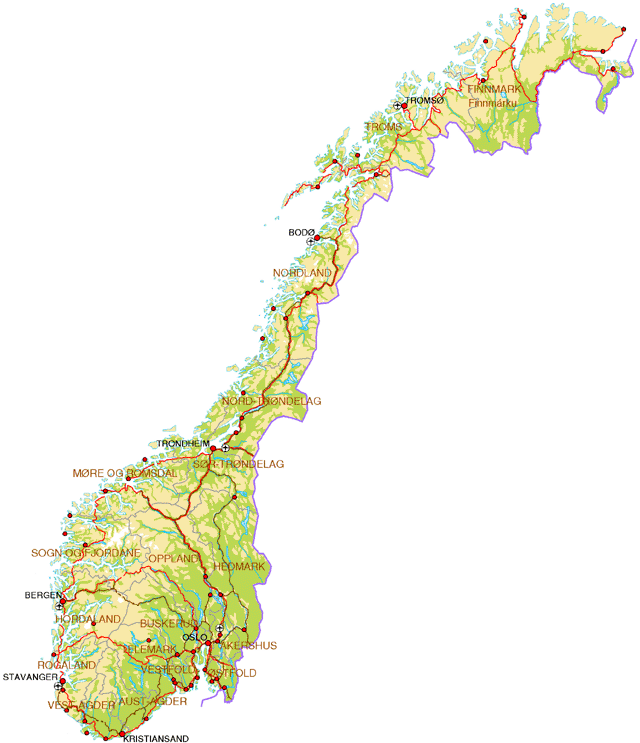 FINNMARK
Finnmárku
TROMSØ
TROMS
BODØ
NORDLAND
NORD-TRØNDELAG
TRONDHEIM
SØR-TRØNDELAG
MØRE OG ROMSDAL
SOGN OG FJORDANE
OPPLAND
HEDMARK
BERGEN
HORDALAND
BUSKERUD
OSLO
AKERSHUS
TELEMARK
ROGALAND
VESTFOLD
ØSTFOLD
STAVANGER
VEST-AGDER
AUST-AGDER
KRISTIANSAND